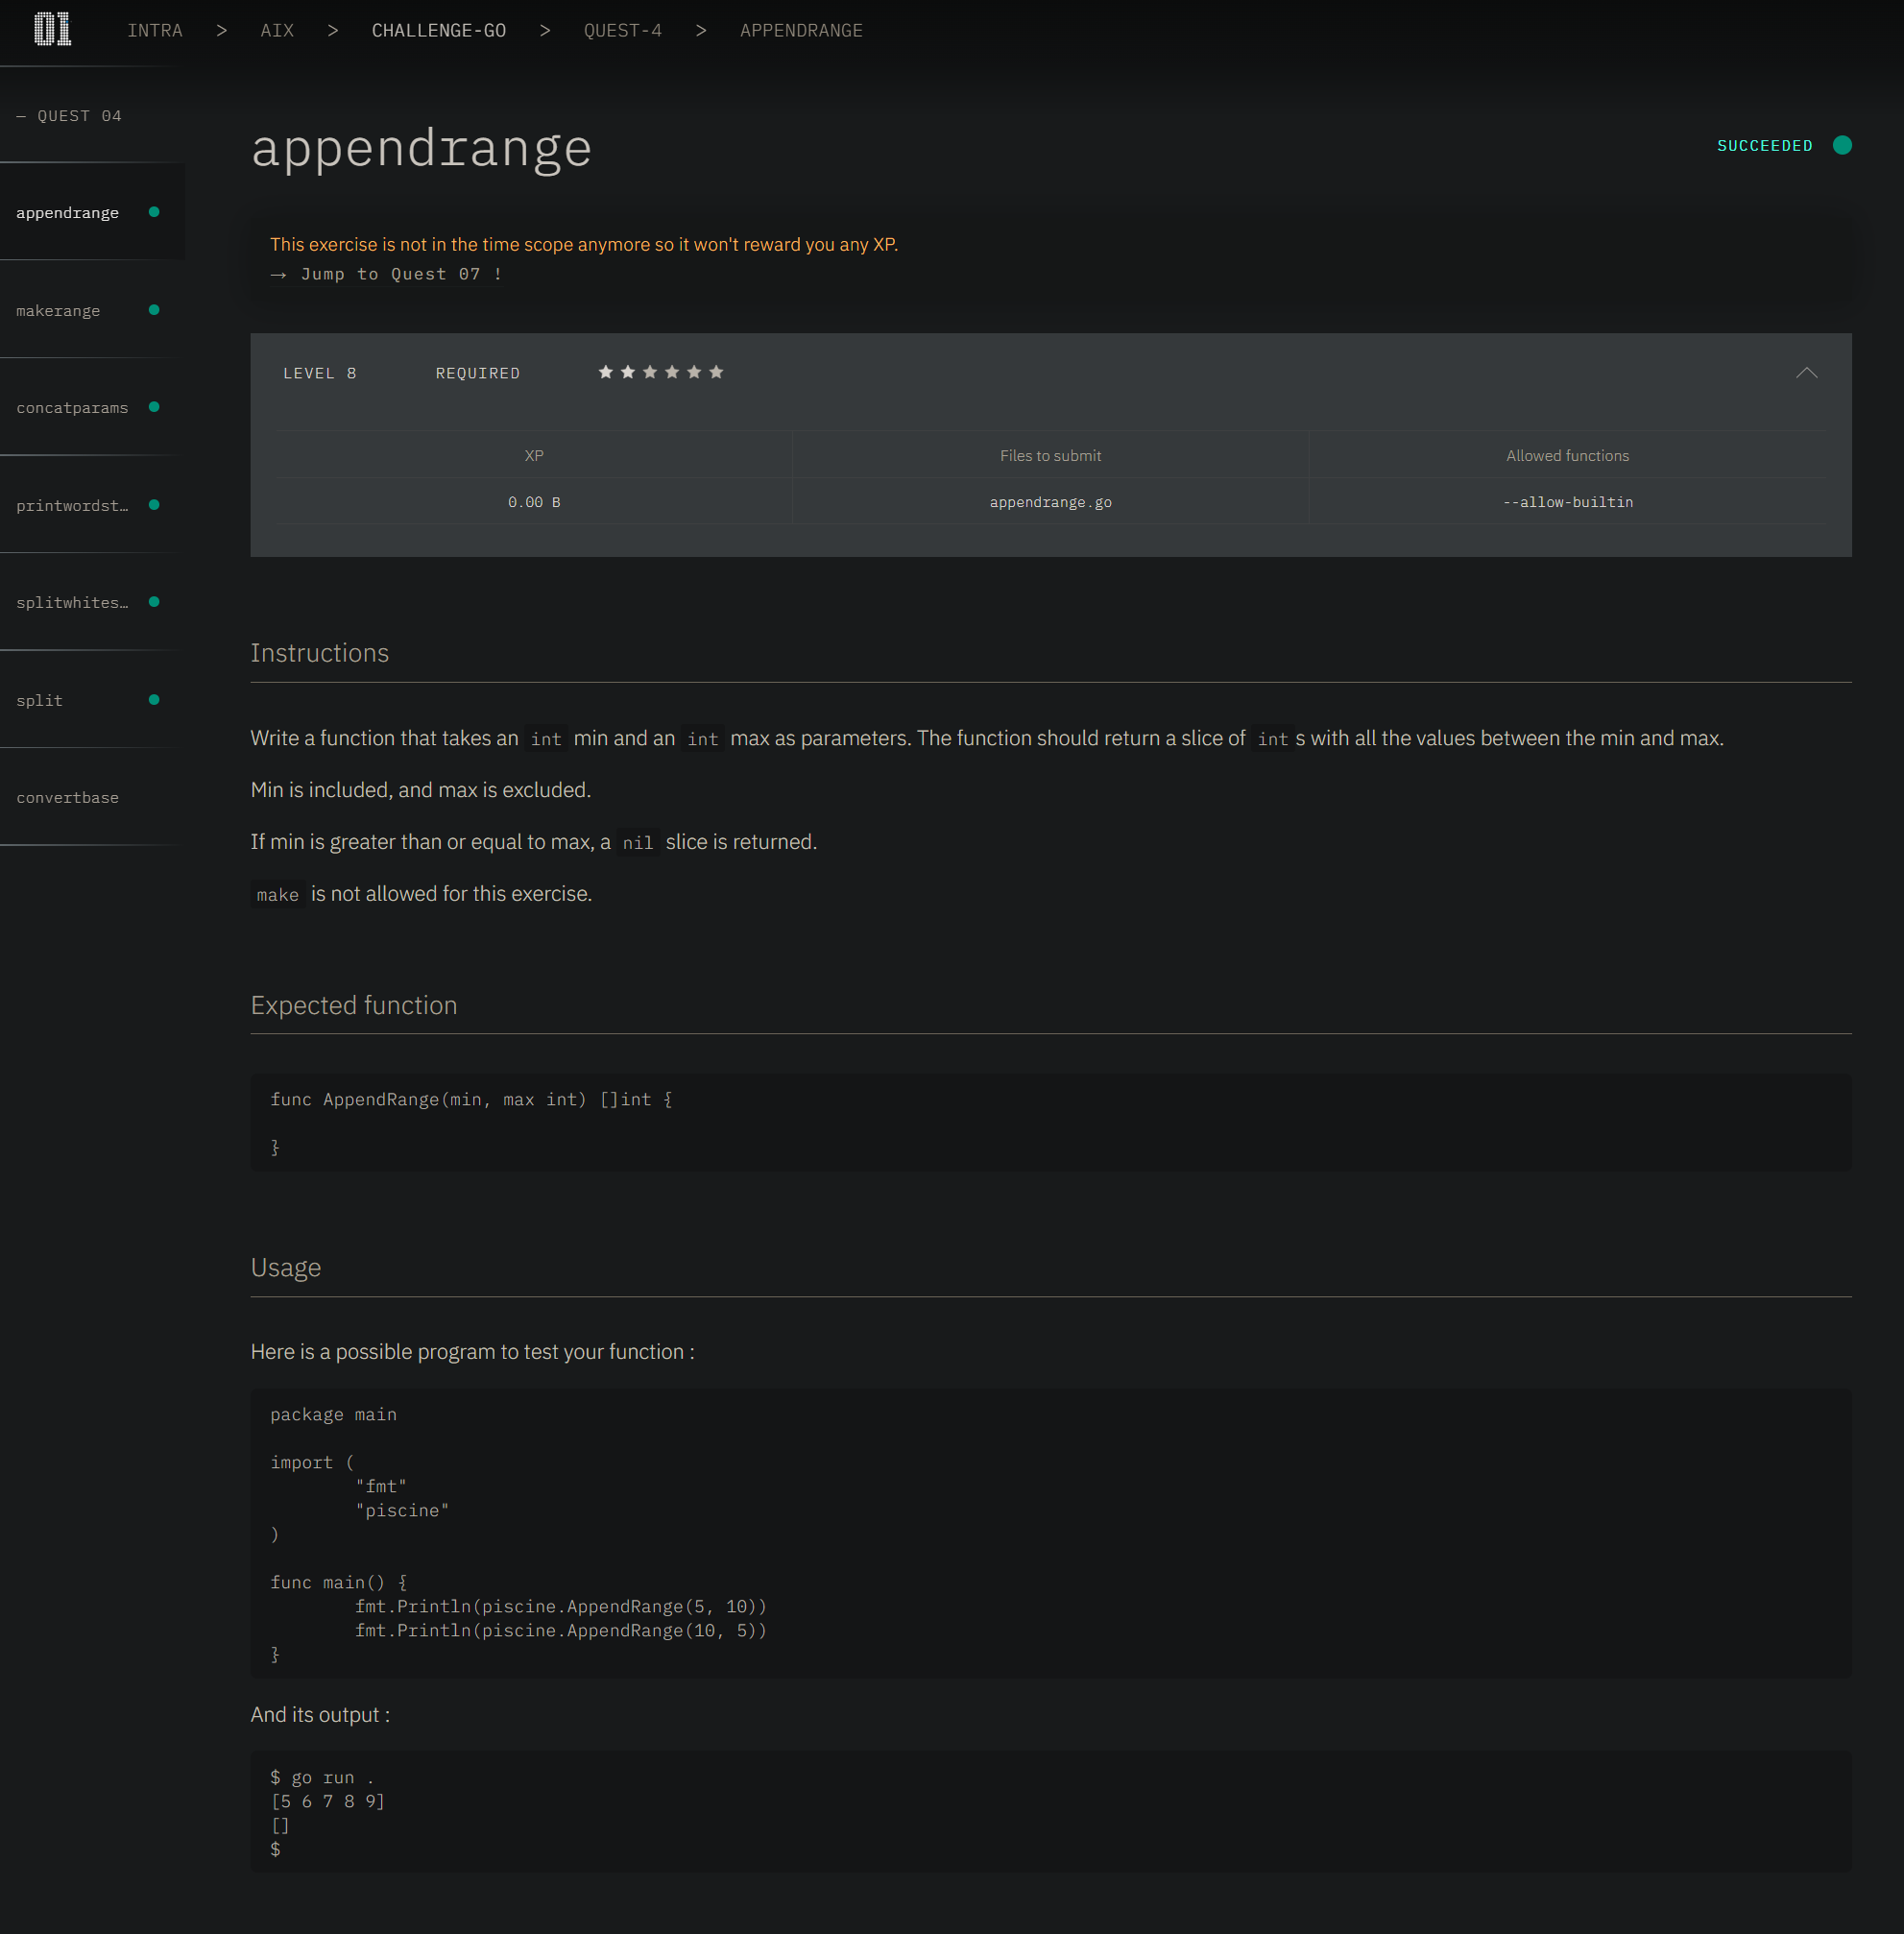 01 INTRA > AIX > CHALLENGE-GO > QUEST-4 > APPENDRANGE
— QUEST 04
appendrange
makerange
concatparams
printwordst…
splitwhites…
split
convertbase
appendrange
SUCCEEDED
This exercise is not in the time scope anymore so it won't reward you any XP.
→ Jump to Quest 07 !
LEVEL 8 REQUIRED
XP Files to submit Allowed functions
0.00 B appendrange.go --allow-builtin
Instructions
Write a function that takes an int min and an int max as parameters. The function should return a slice of int s with all the values between the min and max.
Min is included, and max is excluded.
If min is greater than or equal to max, a nil slice is returned.
make is not allowed for this exercise.
Expected function
func AppendRange(min, max int) []int {
}
Usage
Here is a possible program to test your function :
package main
import (
"fmt"
"piscine"
)
func main() {
fmt.Println(piscine.AppendRange(5, 10))
fmt.Println(piscine.AppendRange(10, 5))
}
And its output :
$ go run .
[5 6 7 8 9]
[]
$